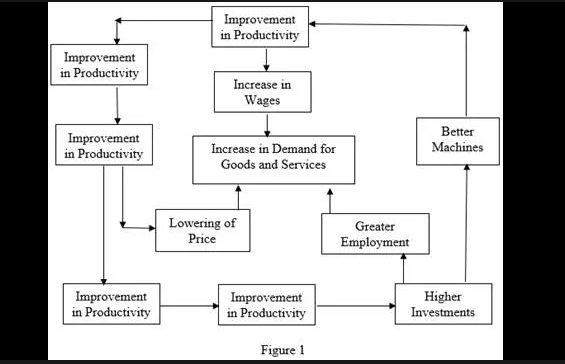 Improvement
in Productivity
Improvement
in Productivity
Increase in
Wages
Improvement
in Productivity
Increase in Demand for
Goods and Services
Better
Machines
Lowering of
Price
Greater
Employment
Improvement
in Productivity
Improvement
in Productivity
Higher
Investments
Figure 1